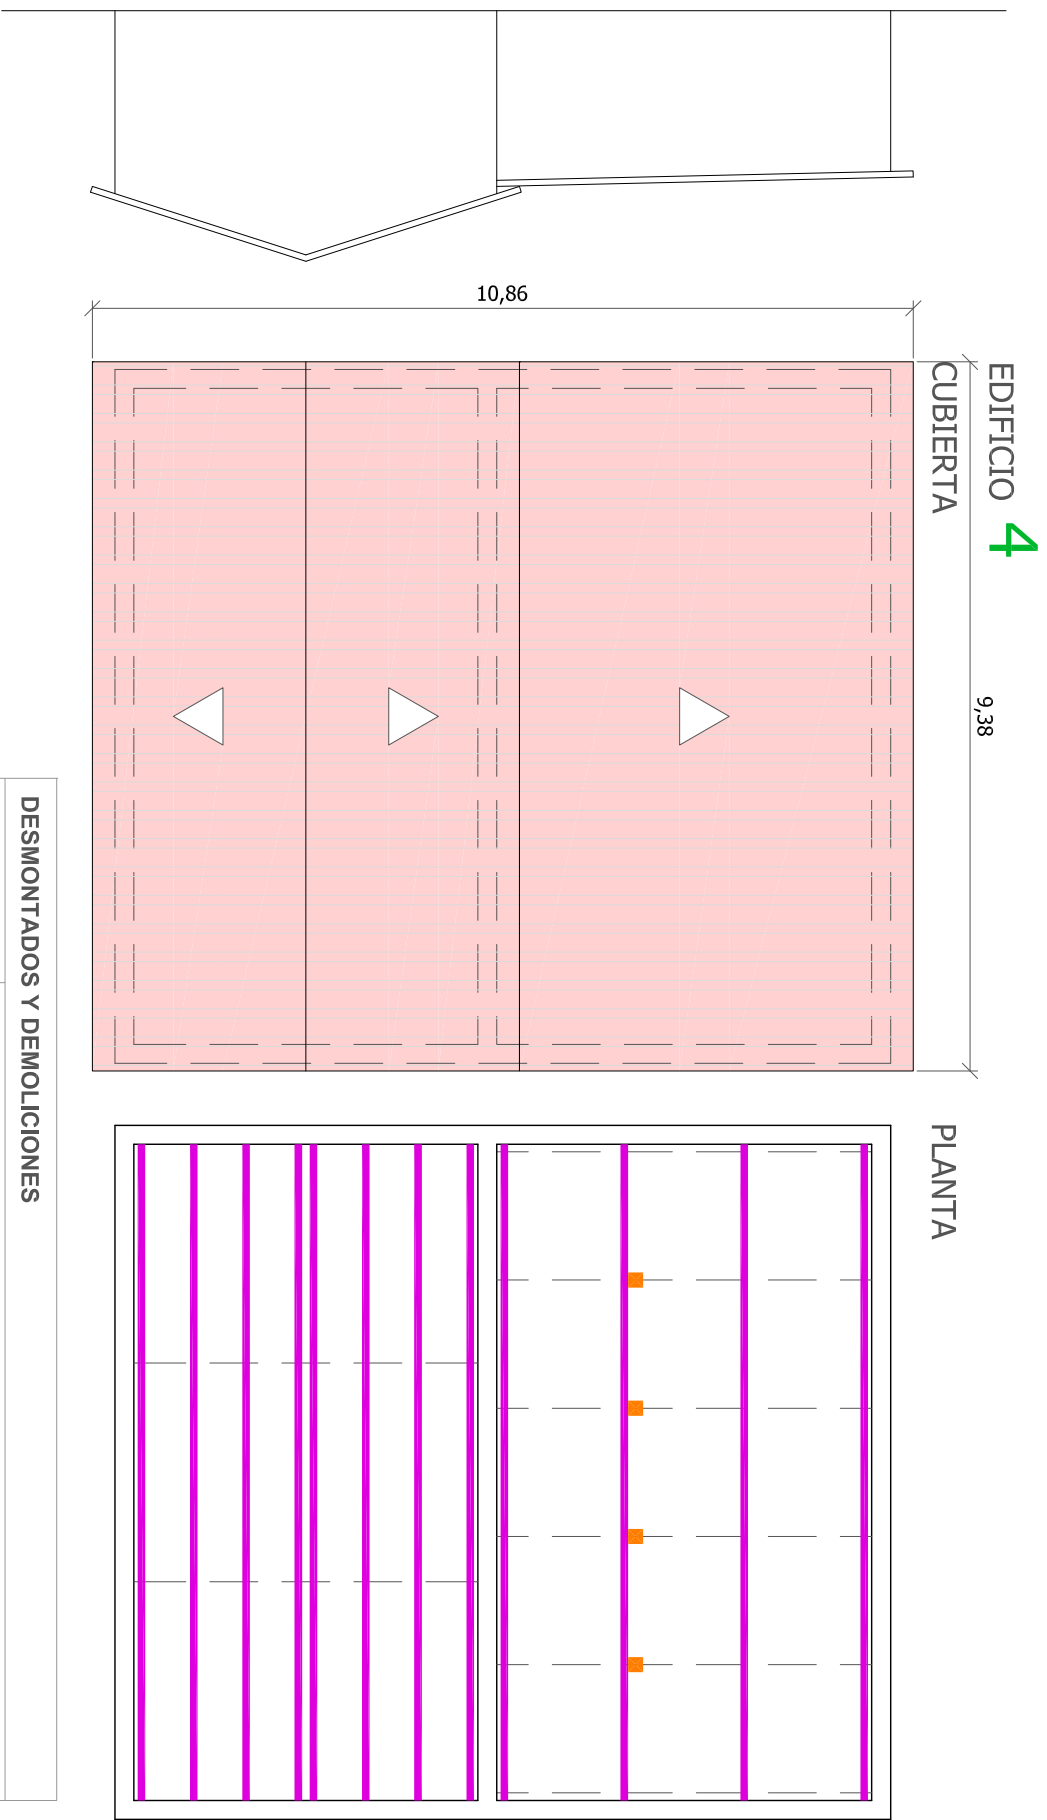 EDIFICIO 4
CUBIERTA
9,38
10,86
PLANTA
DESMONTADOS Y DEMOLICIONES